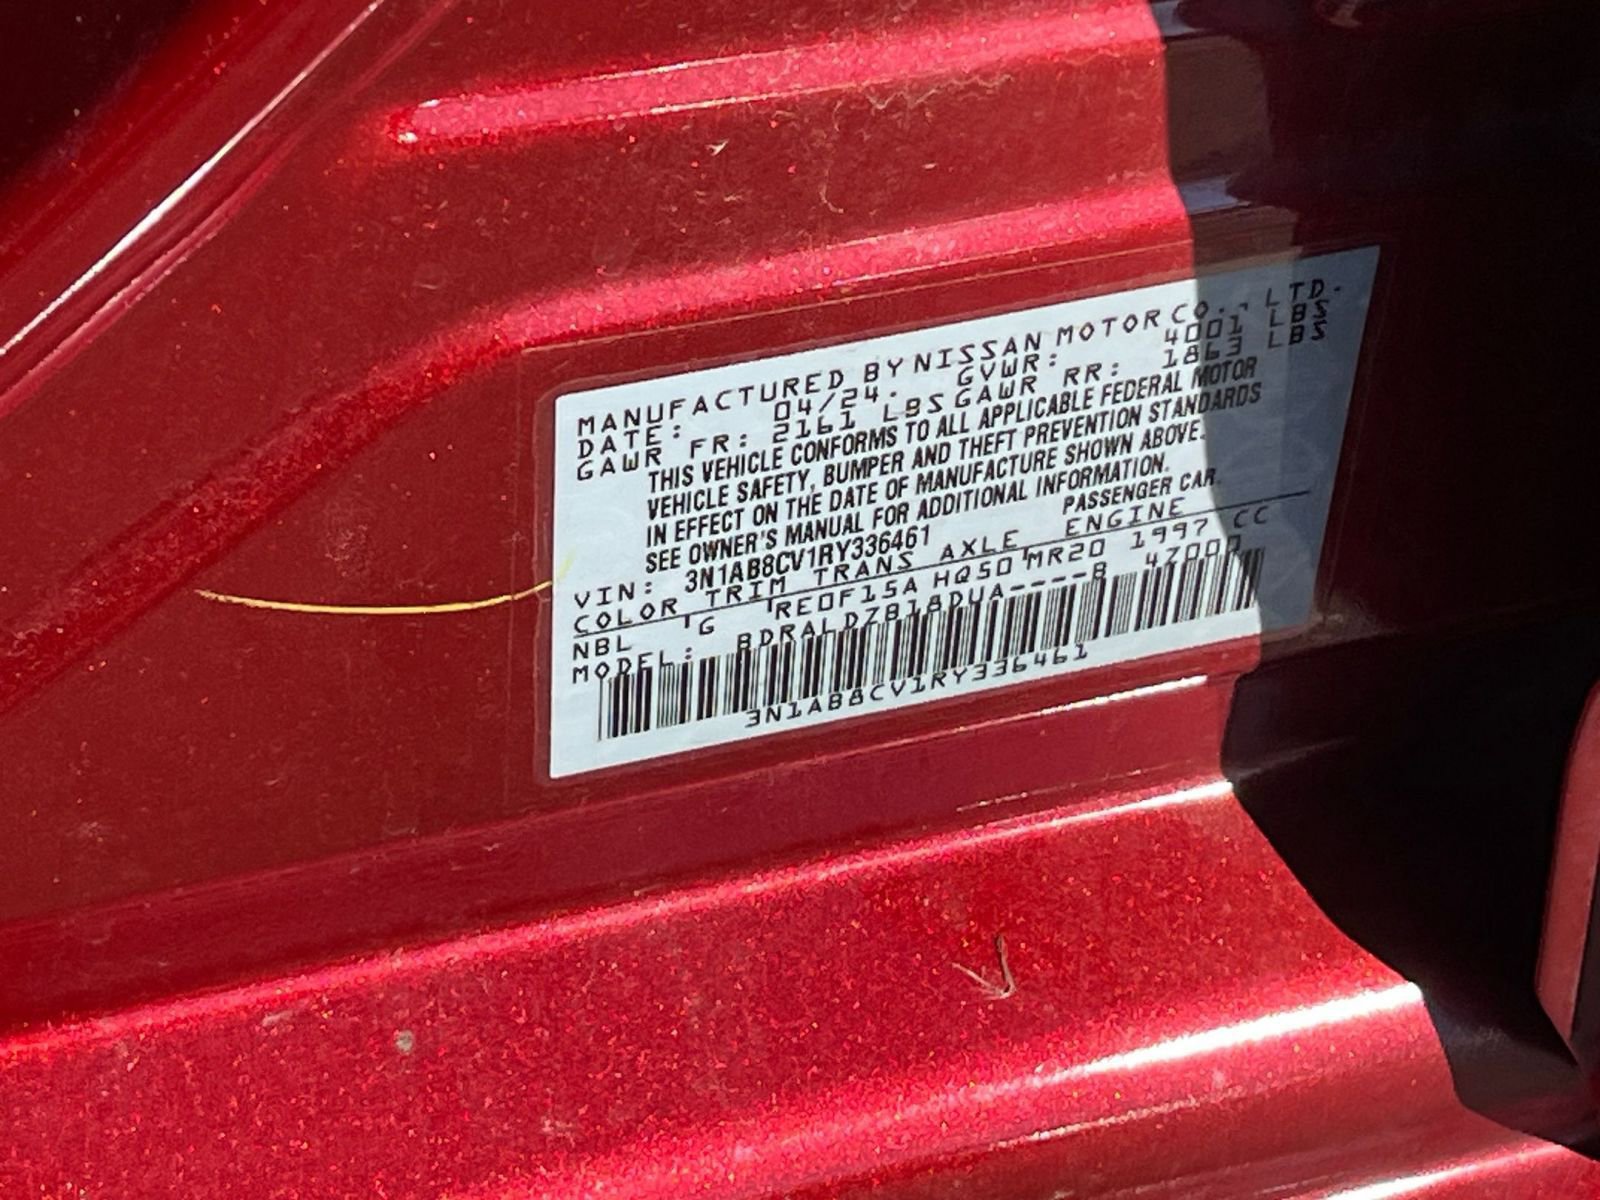 MANUFACTURED BY NISSAN MOTOR CO., LTD.
DATE: 04/24. GVWR: 4001 LBS
GAWR FR: 2161 LBS GAWR RR: 1863 LBS
THIS VEHICLE CONFORMS TO ALL APPLICABLE FEDERAL MOTOR
VEHICLE SAFETY, BUMPER AND THEFT PREVENTION STANDARDS
IN EFFECT ON THE DATE OF MANUFACTURE SHOWN ABOVE.
SEE OWNER'S MANUAL FOR ADDITIONAL INFORMATION.
VIN: 3N1AB8CV1RY336461 PASSENGER CAR.
COLOR TRIM TRANS AXLE ENGINE
NBL G RE0F15A HQ50 MR20 1997 CC
MODEL: BDRALDZB18DUA----B 4Z000
3N1AB8CV1RY336461